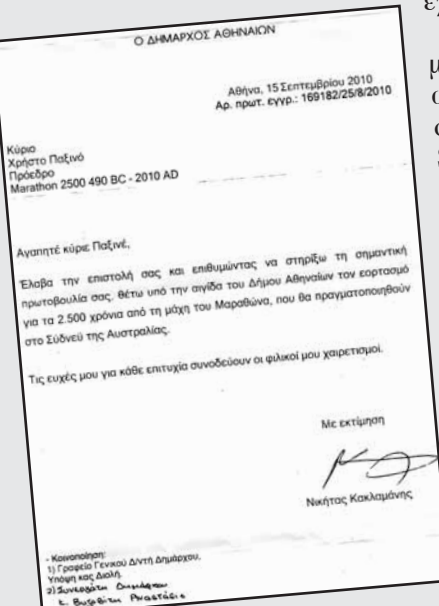 Ο ΔΗΜΑΡΧΟΣ ΑΘΗΝΑΙΩΝ
Αθήνα, 15 Σεπτεμβρίου 2010
Αρ. πρωτ. εγγρ.: 169182/25/8/2010
Κύριο
Χρήστο Παξινό
Πρόεδρο
Marathon 2500 490 BC - 2010 AD
Αγαπητέ κύριε Παξινέ,
Έλαβα την επιστολή σας και επιθυμώντας να στηρίξω τη σημαντική
πρωτοβουλία σας, θέτω υπό την αιγίδα του Δήμου Αθηναίων τον εορτασμό
για τα 2.500 χρόνια από τη μάχη του Μαραθώνα, που θα πραγματοποιηθούν
στο Σύδνεϋ της Αυστραλίας.
Τις ευχές μου για κάθε επιτυχία συνοδεύουν οι φιλικοί μου χαιρετισμοί.
Με εκτίμηση
Νικήτας Κακλαμάνης
- Κοινοποίηση:
1) Γραφείο Γενικού Δ/ντή Δημάρχου,
Υπόψη κας Διολή.
2) Συνεργάτη Δημάρχου
κ.